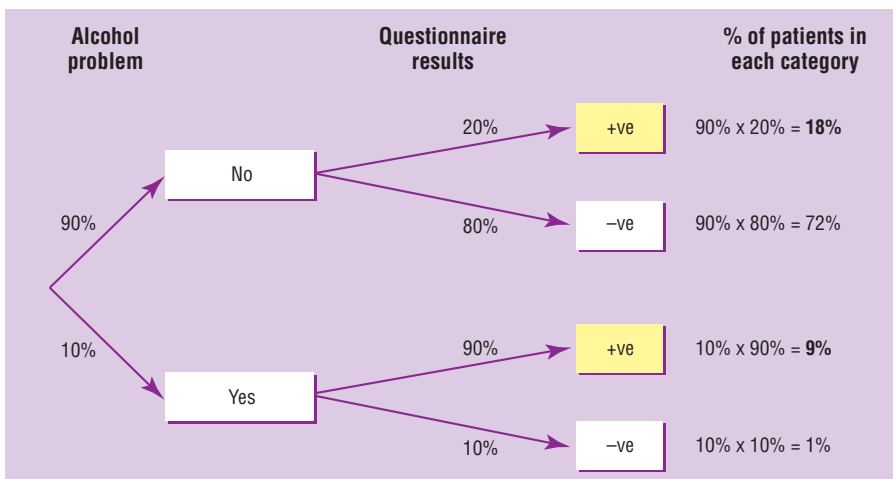 Alcohol
problem
Questionnaire
results
% of patients in
each category
20%
+ve
90% x 20% = 18%
No
90%
80%
–ve
90% x 80% = 72%
10%
90%
+ve
10% x 90% = 9%
Yes
10%
–ve
10% x 10% = 1%